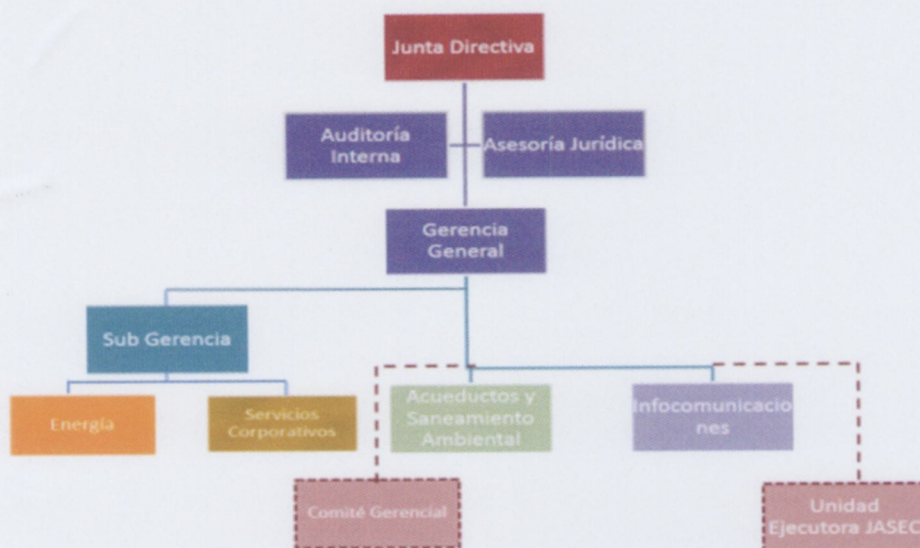 Junta Directiva
Auditoría
Interna
Asesoría Jurídica
Gerencia
General
Sub Gerencia
Energía
Servicios
Corporativos
Acueductos y
Saneamiento
Ambiental
Infocomunicacio
nes
Comité Gerencial
Unidad
Ejecutora JASEC